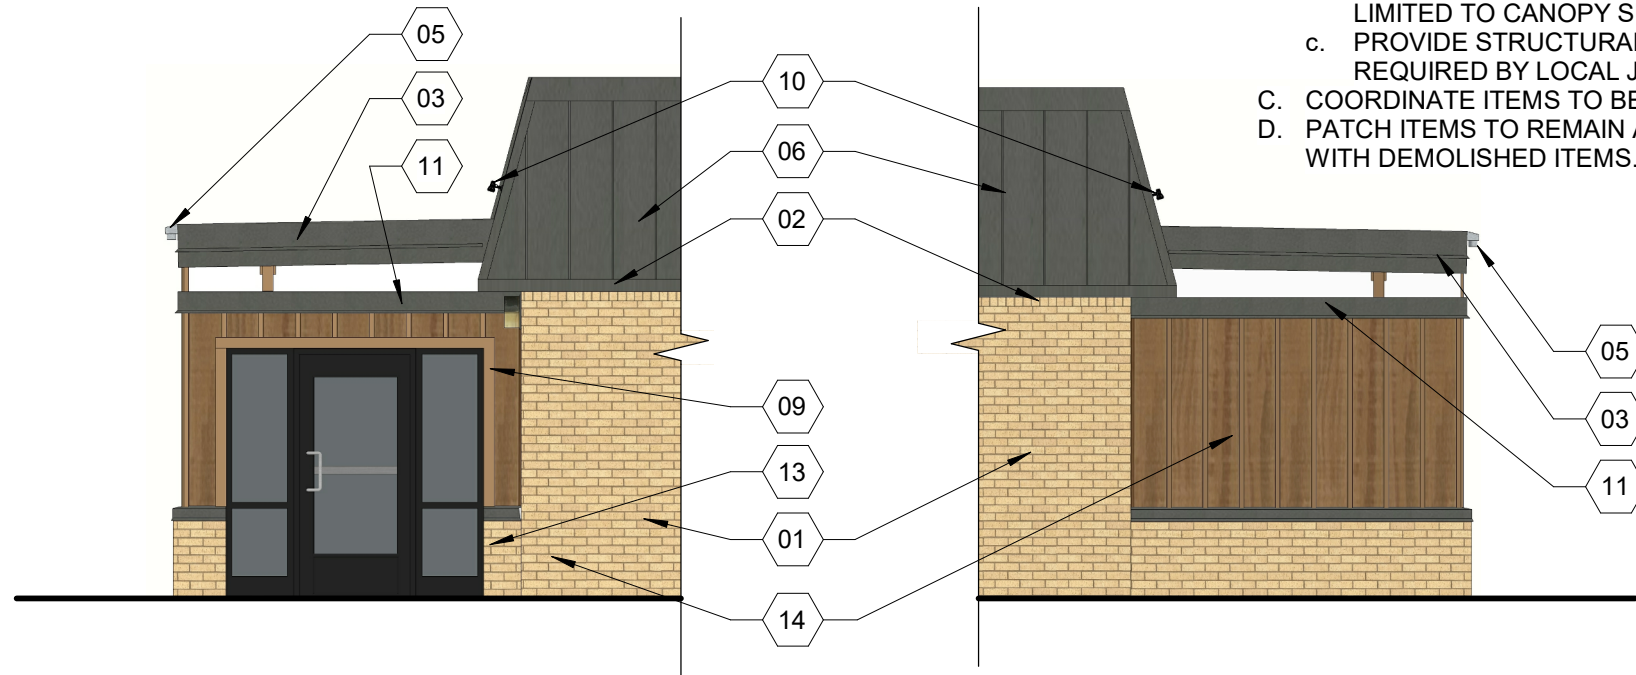 05
03
11
10
06
02
09
13
01
14
LIMITED TO CANOPY S
c. PROVIDE STRUCTURAL
REQUIRED BY LOCAL J
C. COORDINATE ITEMS TO BE
D. PATCH ITEMS TO REMAIN A
WITH DEMOLISHED ITEMS.
05
03
11